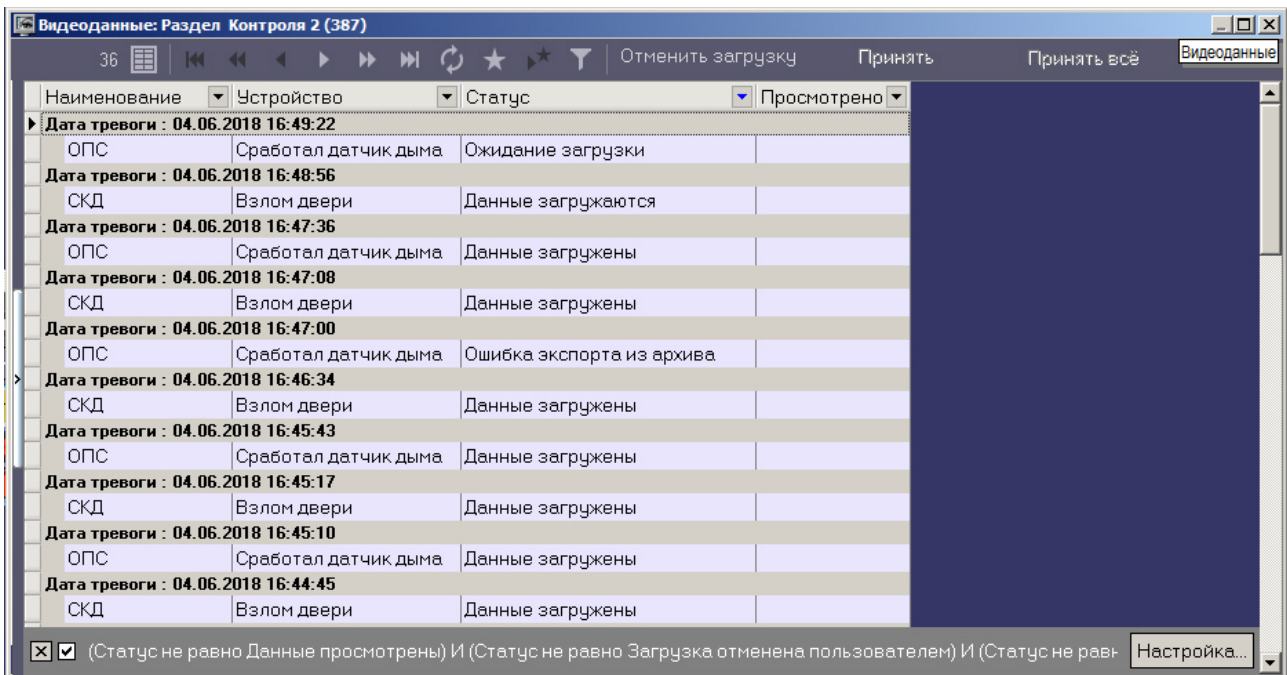 Видеоданные: Раздел Контроля 2 (387)
36 Отменить загрузку Принять Принять всё Видеоданные
Наименование Устройство Статус Просмотрено
Дата тревоги : 04.06.2018 16:49:22
ОПС Сработал датчик дыма Ожидание загрузки
Дата тревоги : 04.06.2018 16:48:56
СКД Взлом двери Данные загружаются
Дата тревоги : 04.06.2018 16:47:36
ОПС Сработал датчик дыма Данные загружены
Дата тревоги : 04.06.2018 16:47:08
СКД Взлом двери Данные загружены
Дата тревоги : 04.06.2018 16:47:00
ОПС Сработал датчик дыма Ошибка экспорта из архива
Дата тревоги : 04.06.2018 16:46:34
СКД Взлом двери Данные загружены
Дата тревоги : 04.06.2018 16:45:43
ОПС Сработал датчик дыма Данные загружены
Дата тревоги : 04.06.2018 16:45:17
СКД Взлом двери Данные загружены
Дата тревоги : 04.06.2018 16:45:10
ОПС Сработал датчик дыма Данные загружены
Дата тревоги : 04.06.2018 16:44:45
СКД Взлом двери Данные загружены
(Статус не равно Данные просмотрены) И (Статус не равно Загрузка отменена пользователем) И (Статус не равн Настройка...